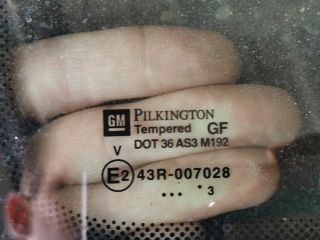 GM PILKINGTON
Tempered GF
V DOT 36 AS3 M192
E2 43R-007028
.... • 3